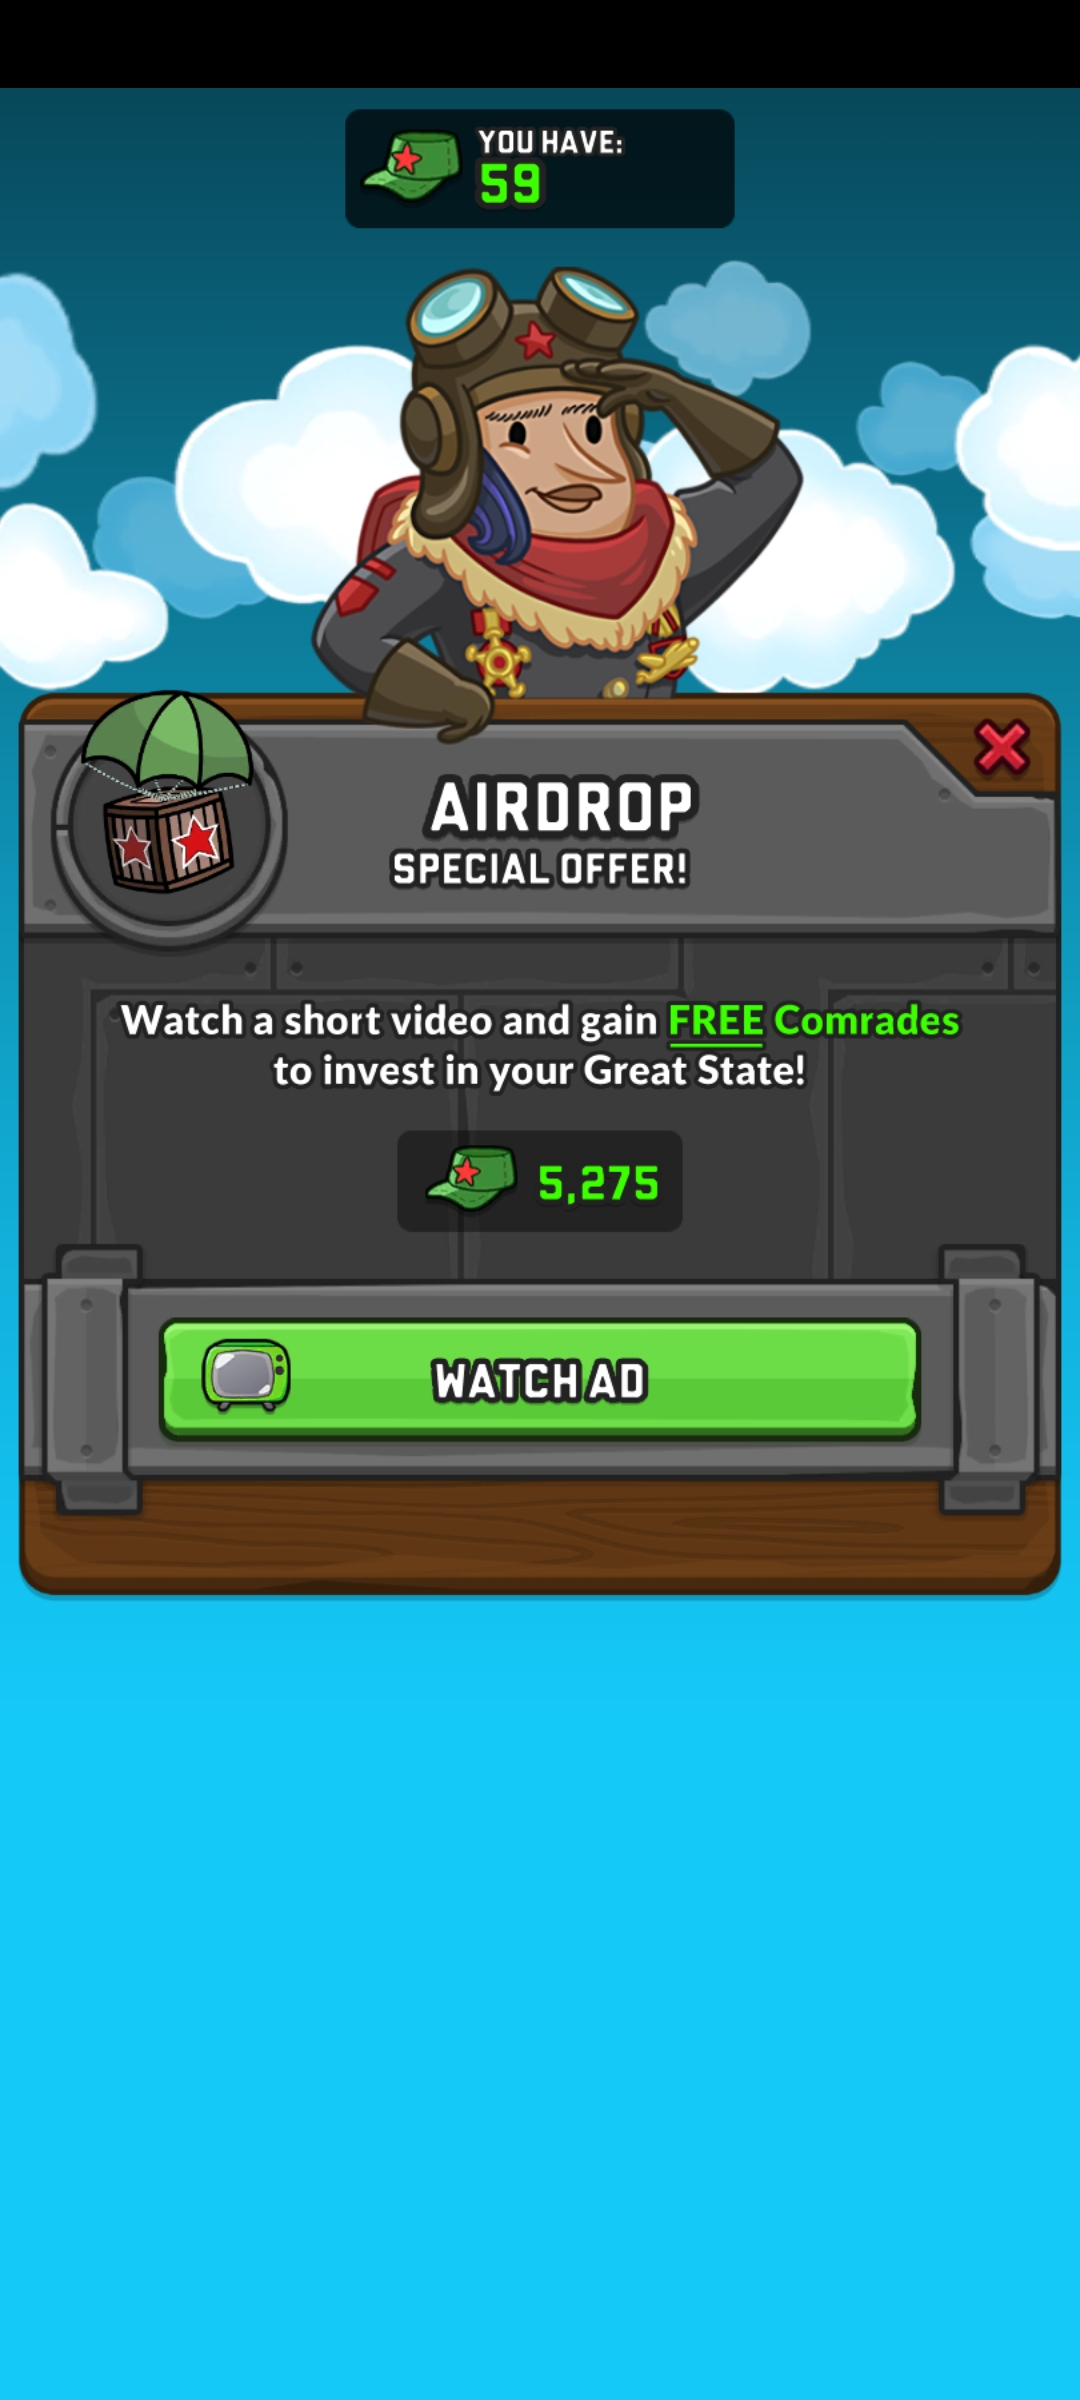 YOU HAVE:
59
AIRDROP
SPECIAL OFFER!
Watch a short video and gain FREE Comrades
to invest in your Great State!
5,275
WATCH AD